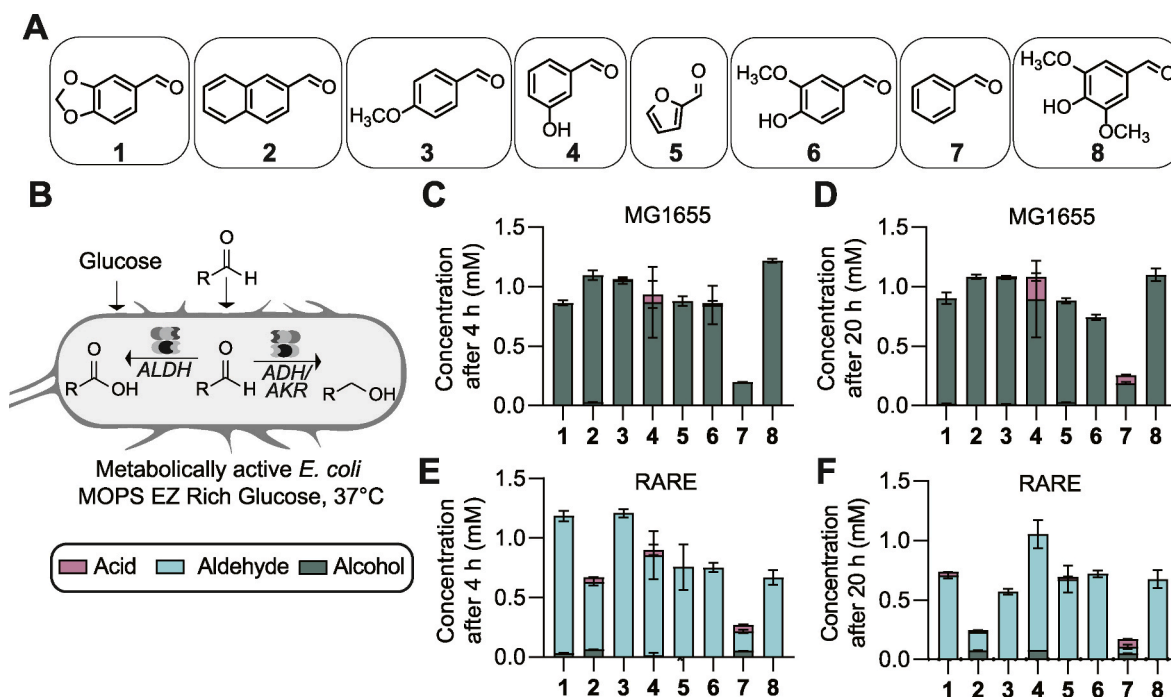 A
O
O
O
1
O
2
O
OCH3
3
O
OH
4
O
O
5
O
OCH3
HO
6
O
7
O
OCH3
HO
OCH3
8
B
Glucose
O
R H
O
R OH
ALDH
O
R H
ADH/
AKR
R OH
Metabolically active E. coli
MOPS EZ Rich Glucose, 37°C
Acid Aldehyde Alcohol
C
MG1655
Concentration
after 4 h (mM)
1.5
1.0
0.5
0.0
1 2 3 4 5 6 7 8
D
MG1655
Concentration
after 20 h (mM)
1.5
1.0
0.5
0.0
1 2 3 4 5 6 7 8
E
RARE
Concentration
after 4 h (mM)
1.5
1.0
0.5
0.0
1 2 3 4 5 6 7 8
F
RARE
Concentration
after 20 h (mM)
1.5
1.0
0.5
0.0
1 2 3 4 5 6 7 8